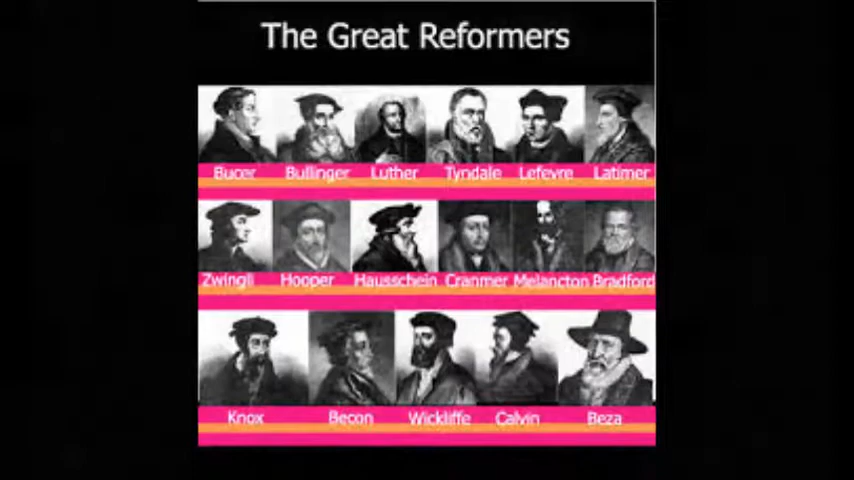 The Great Reformers
Bucer Bullinger Luther Tyndale Lefevre Latimer
Zwingli Hooper Hausschein Cranmer Melancton Bradford
Knox Becon Wickliffe Calvin Beza